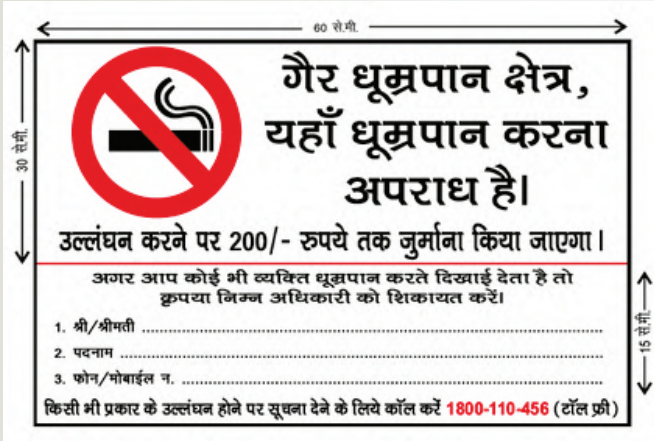 60 से.मी.
30 से.मी.
गैर धूम्रपान क्षेत्र,
यहाँ धूम्रपान करना
अपराध है।
उल्लंघन करने पर 200/- रुपये तक जुर्माना किया जाएगा।
अगर आप कोई भी व्यक्ति धूम्रपान करते दिखाई देता है तो
कृपया निम्न अधिकारी को शिकायत करें।
15 से.मी.
1. श्री/श्रीमती ..........................................................................
2. पदनाम ..........................................................................
3. फोन/मोबाईल न. ..........................................................................
किसी भी प्रकार के उल्लंघन होने पर सूचना देने के लिये कॉल करें 1800-110-456 (टॉल फ्री)